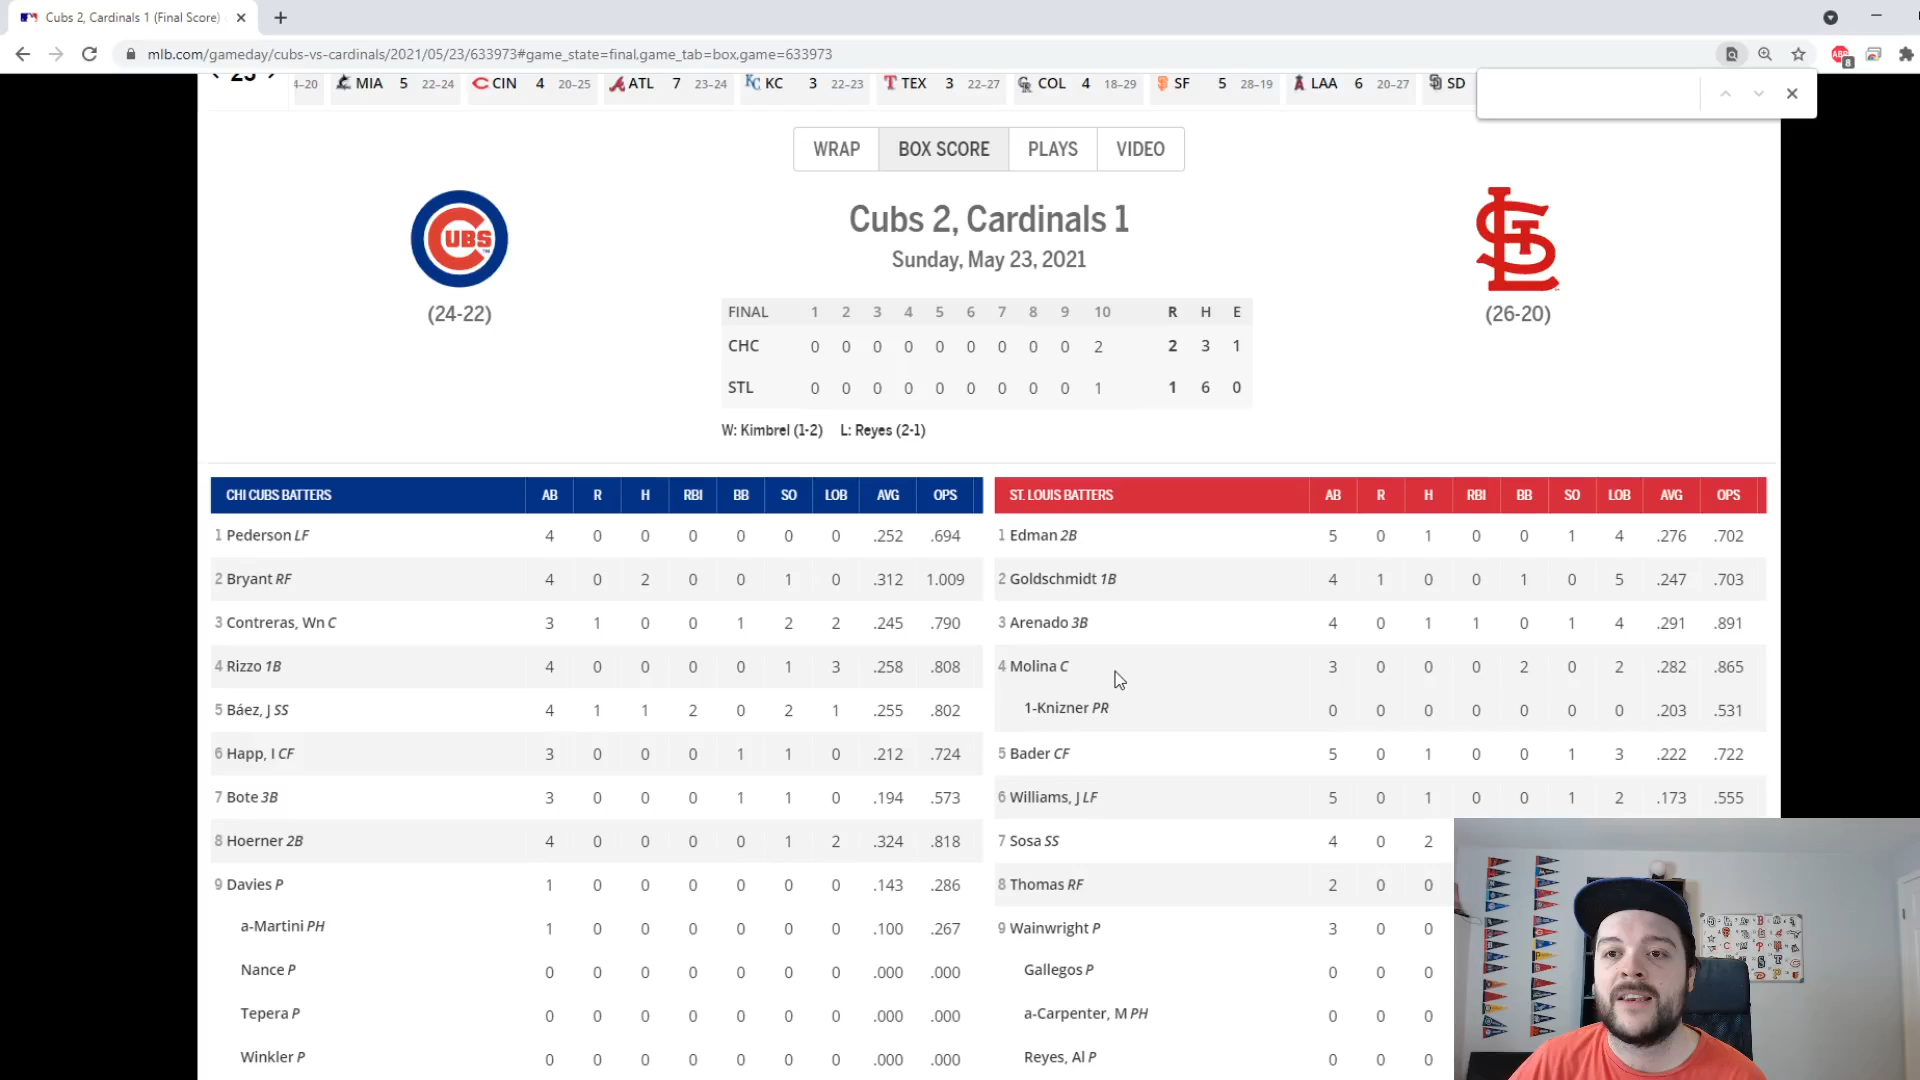 Cubs 2, Cardinals 1 (Final Score)
mlb.com/gameday/cubs-vs-cardinals/2021/05/23/633973#game_state=final,game_tab=box,game=633973
ABP 8
4-20 MIA 5 22-24 CIN 4 20-25 ATL 7 23-24 KC 3 22-23 TEX 3 22-27 COL 4 18-29 SF 5 28-19 LAA 6 20-27 SD
WRAP BOX SCORE PLAYS VIDEO
CUBS
Cubs 2, Cardinals 1
Sunday, May 23, 2021
(24-22)
(26-20)
FINAL 1 2 3 4 5 6 7 8 9 10 R H E
CHC 0 0 0 0 0 0 0 0 0 2 2 3 1
STL 0 0 0 0 0 0 0 0 0 1 1 6 0
W: Kimbrel (1-2) L: Reyes (2-1)
CHI CUBS BATTERS AB R H RBI BB SO LOB AVG OPS
1 Pederson LF 4 0 0 0 0 0 0 .252 .694
2 Bryant RF 4 0 2 0 0 1 0 .312 1.009
3 Contreras, Wn C 3 1 0 0 1 2 2 .245 .790
4 Rizzo 1B 4 0 0 0 0 1 3 .258 .808
5 Báez, J SS 4 1 1 2 0 2 1 .255 .802
6 Happ, I CF 3 0 0 0 1 1 0 .212 .724
7 Bote 3B 3 0 0 0 1 1 0 .194 .573
8 Hoerner 2B 4 0 0 0 0 1 2 .324 .818
9 Davies P 1 0 0 0 0 0 0 .143 .286
a-Martini PH 1 0 0 0 0 0 0 .100 .267
Nance P 0 0 0 0 0 0 0 .000 .000
Tepera P 0 0 0 0 0 0 0 .000 .000
Winkler P 0 0 0 0 0 0 0 .000 .000
ST. LOUIS BATTERS AB R H RBI BB SO LOB AVG OPS
1 Edman 2B 5 0 1 0 0 1 4 .276 .702
2 Goldschmidt 1B 4 1 0 0 1 0 5 .247 .703
3 Arenado 3B 4 0 1 1 0 1 4 .291 .891
4 Molina C 3 0 0 0 2 0 2 .282 .865
1-Knizner PR 0 0 0 0 0 0 0 .203 .531
5 Bader CF 5 0 1 0 0 1 3 .222 .722
6 Williams, J LF 5 0 1 0 0 1 2 .173 .555
7 Sosa SS 4 0 2
8 Thomas RF 2 0 0
9 Wainwright P 3 0 0
Gallegos P 0 0 0
a-Carpenter, M PH 0 0 0
Reyes, Al P 0 0 0